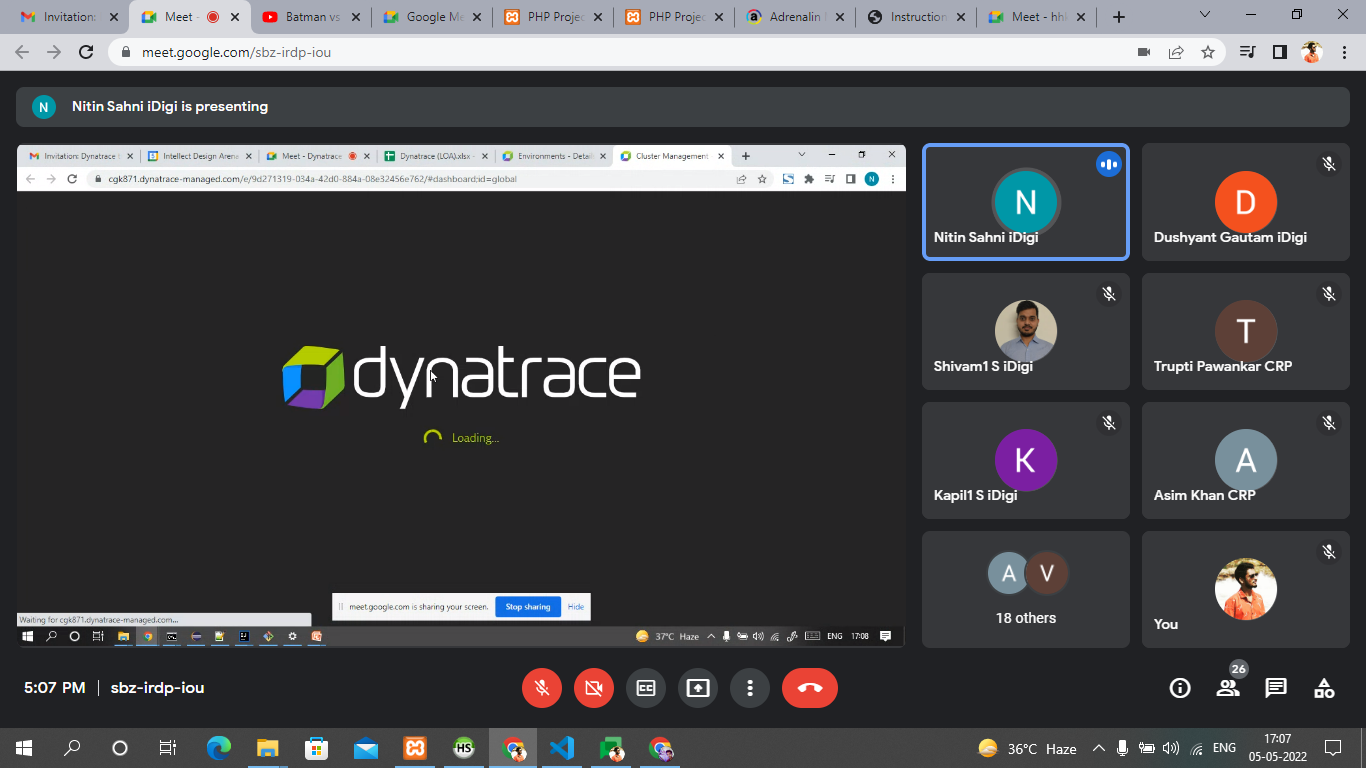 Invitation:
Meet -
Batman vs
Google Me
PHP Projec
PHP Projec
Adrenalin
Instruction
Meet - hhl
meet.google.com/sbz-irdp-iou
N
Nitin Sahni iDigi is presenting
Invitation: Dynatrace
Intellect Design Arena
Meet - Dynatrace
Dynatrace (LOA).xlsx -
Environments - Detail
Cluster Management
cgk871.dynatrace-managed.com/e/9d271319-034a-42d0-884a-08e32456e762/#dashboard;id=global
N
dynatrace
Loading...
meet.google.com is sharing your screen.
Stop sharing
Hide
Waiting for cgk871.dynatrace-managed.com...
37°C Haze
ENG
17:08
N
Nitin Sahni iDigi
D
Dushyant Gautam iDigi
Shivam1 S iDigi
T
Trupti Pawankar CRP
K
Kapil1 S iDigi
A
Asim Khan CRP
A
V
18 others
You
5:07 PM | sbz-irdp-iou
26
HS
36°C Haze
ENG
17:07
05-05-2022